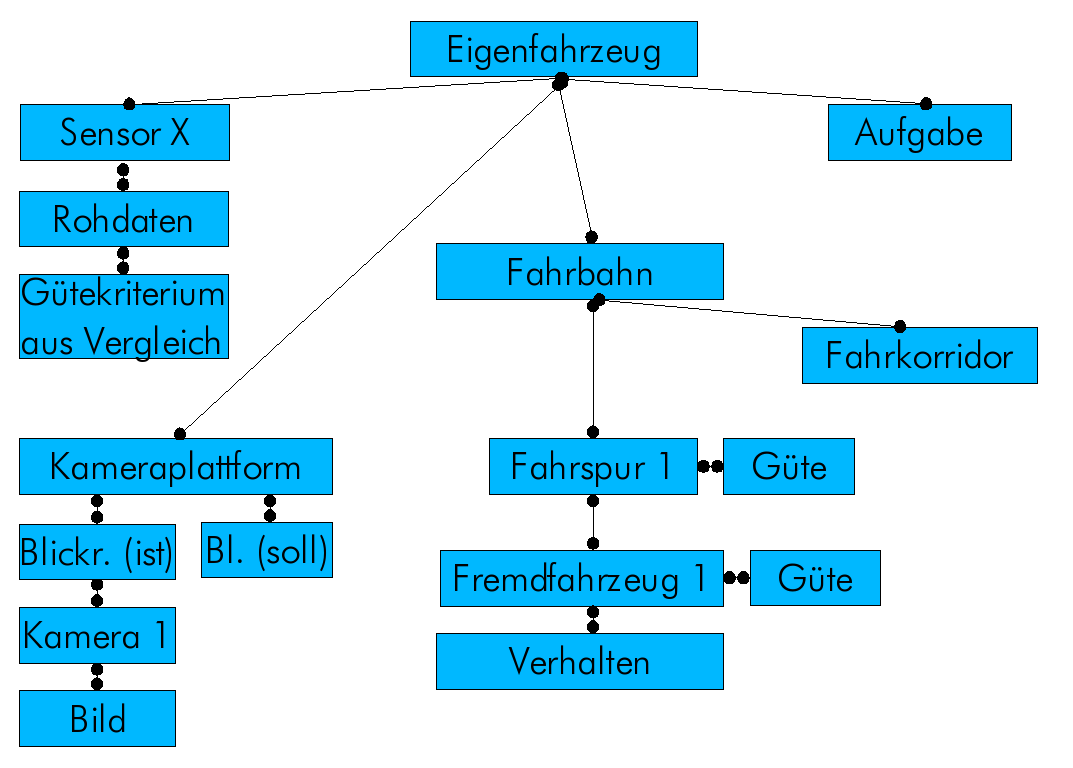 Eigenfahrzeug
Sensor X
Aufgabe
Rohdaten
Fahrbahn
Gütekriterium
aus Vergleich
Fahrkorridor
Kameraplattform
Fahrspur 1
Güte
Blickr. (ist)
Bl. (soll)
Fremdfahrzeug 1
Güte
Kamera 1
Verhalten
Bild